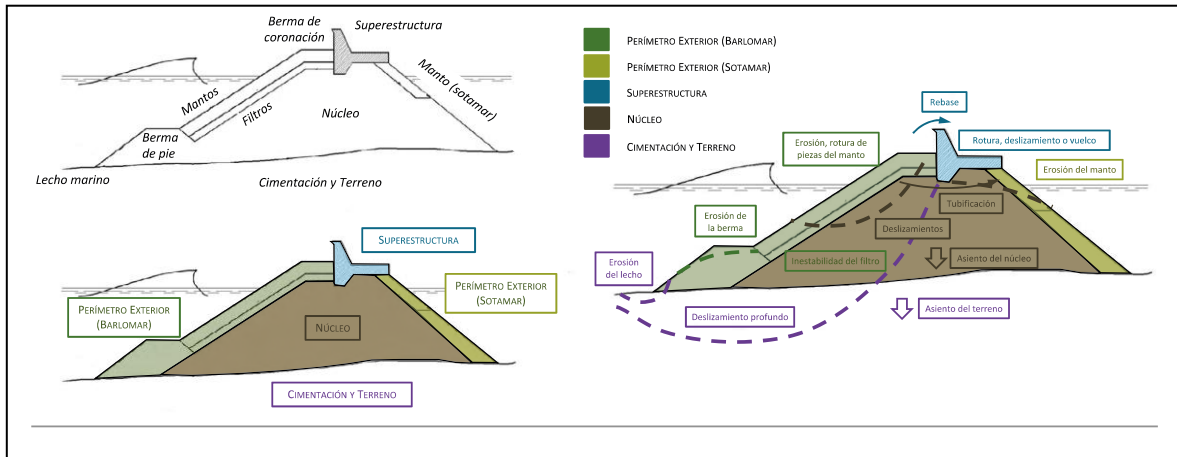 Berma de
coronación
Superestructura
Mantos
Filtros
Núcleo
Manto (sotamar)
Berma
de pie
Lecho marino
Cimentación y Terreno
SUPERESTRUCTURA
PERÍMETRO EXTERIOR
(BARLOMAR)
PERÍMETRO EXTERIOR
(SOTAMAR)
NÚCLEO
CIMENTACIÓN Y TERRENO
PERÍMETRO EXTERIOR (BARLOMAR)
PERÍMETRO EXTERIOR (SOTAMAR)
SUPERESTRUCTURA
NÚCLEO
CIMENTACIÓN Y TERRENO
Rebase
Erosión, rotura de
piezas del manto
Rotura, deslizamiento o vuelco
Erosión del manto
Tubificación
Erosión de
la berma
Deslizamientos
Erosión
del lecho
Inestabilidad del filtro
Asiento del núcleo
Deslizamiento profundo
Asiento del terreno